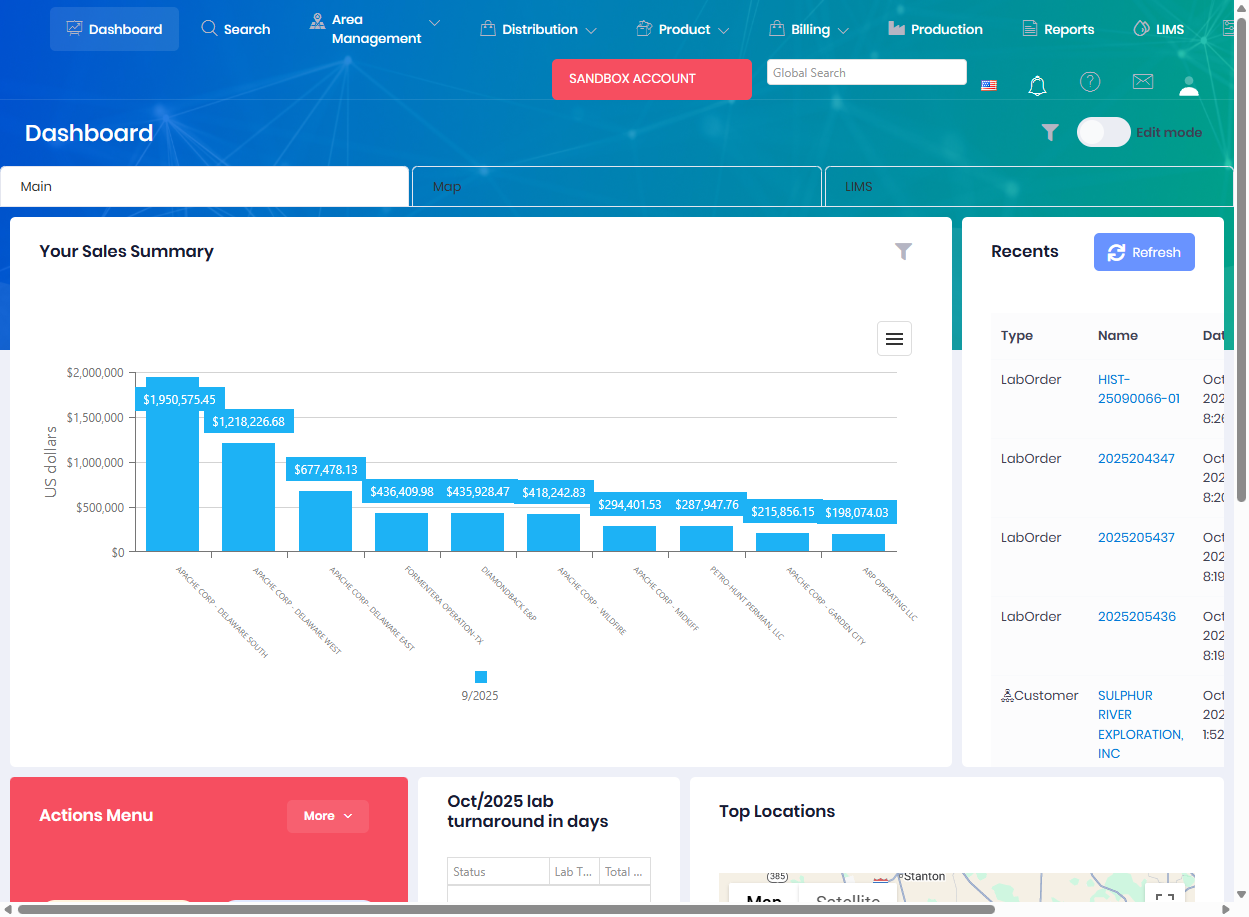 Dashboard
Search
Area
Management
Distribution
Product
Billing
Production
Reports
LIMS
SANDBOX ACCOUNT
Global Search
Dashboard
Edit mode
Main
Map
LIMS
Your Sales Summary
US dollars
$2,000,000
$1,500,000
$1,000,000
$500,000
$0
$1,950,575.45
$1,218,226.68
$677,478.13
$436,409.98
$435,928.47
$418,242.83
$294,401.53
$287,947.76
$215,856.15
$198,074.03
APACHE CORP - DELAWARE SOUTH
APACHE CORP - DELAWARE WEST
APACHE CORP- DELAWARE EAST
FORMENTERA OPERATION-TX
DIAMONDBACK E&P
APACHE CORP - WILDFIRE
APACHE CORP - MIDKIFF
PETRO-HUNT PERMIAN, LLC
APACHE CORP - GARDEN CITY
ARP OPERATING LLC
9/2025
Recents
Refresh
Type Name Dat
LabOrder HIST-
25090066-01
Oct
202
8:26
LabOrder 2025204347 Oct
202
8:20
LabOrder 2025205437 Oct
202
8:19
LabOrder 2025205436 Oct
202
8:19
Customer SULPHUR
RIVER
EXPLORATION,
INC
Oct
202
1:52
Actions Menu
More
Oct/2025 lab
turnaround in days
Status Lab T... Total ...
Top Locations
385
Stanton
Map Satellite